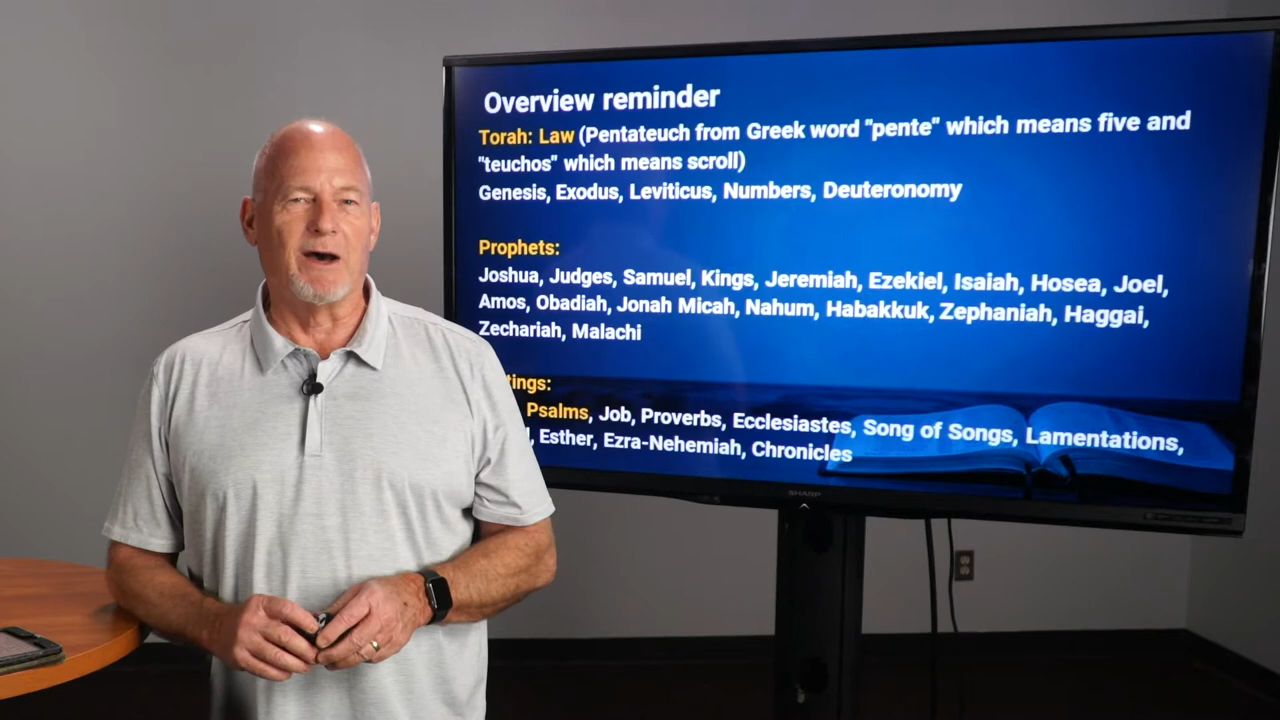 Overview reminder
Torah: Law (Pentateuch from Greek word "pente" which means five and
"teuchos" which means scroll)
Genesis, Exodus, Leviticus, Numbers, Deuteronomy
Prophets:
Joshua, Judges, Samuel, Kings, Jeremiah, Ezekiel, Isaiah, Hosea, Joel,
Amos, Obadiah, Jonah Micah, Nahum, Habakkuk, Zephaniah, Haggai,
Zechariah, Malachi
tings:
Psalms, Job, Proverbs, Ecclesiastes, Song of Songs, Lamentations,
Esther, Ezra-Nehemiah, Chronicles
SHARP